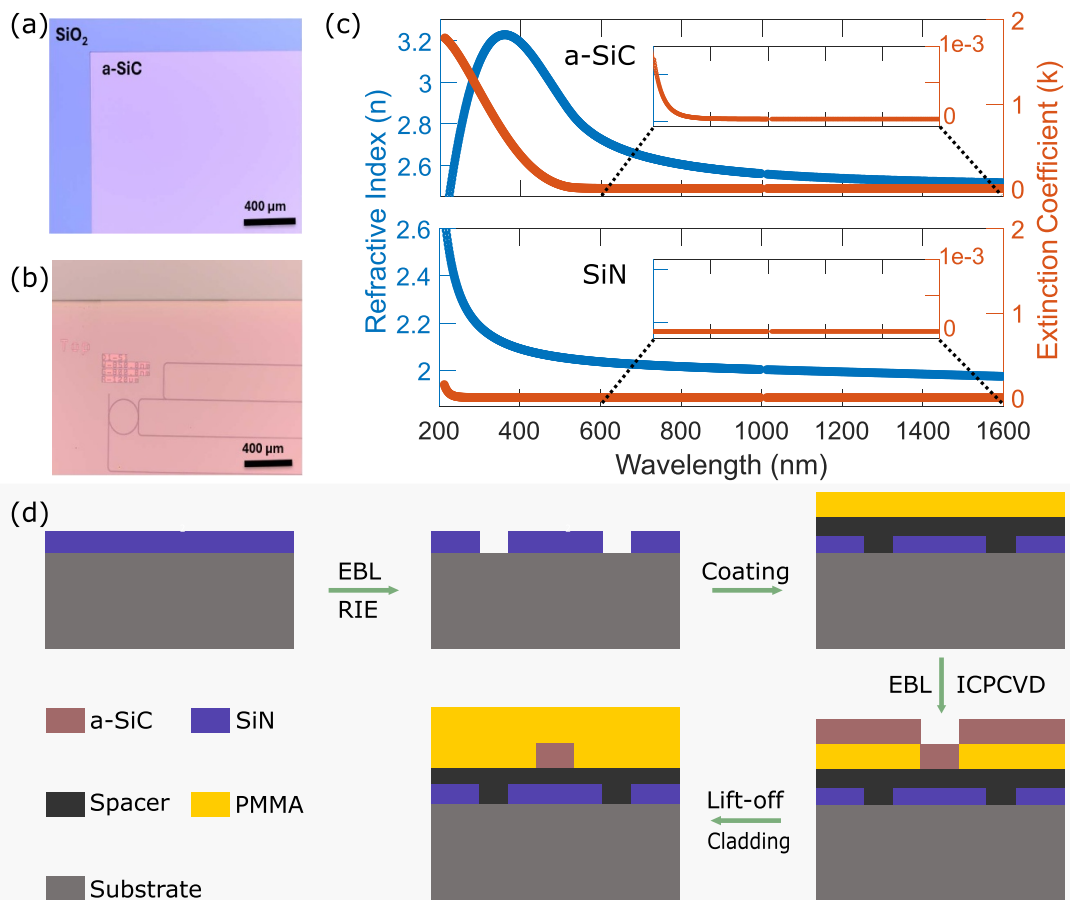 (a)
SiO2
a-SiC
400 μm
(b)
Tap
400 μm
(c)
Refractive Index (n)
3.2
3
2.8
2.6
a-SiC
1e-3
0
2
1
0
Extinction Coefficient (k)
2.6
2.4
2.2
2
SiN
1e-3
0
2
1
0
200 400 600 800 1000 1200 1400 1600
Wavelength (nm)
(d)
EBL
RIE
Coating
EBL ICPCVD
Lift-off
Cladding
a-SiC SiN
Spacer PMMA
Substrate